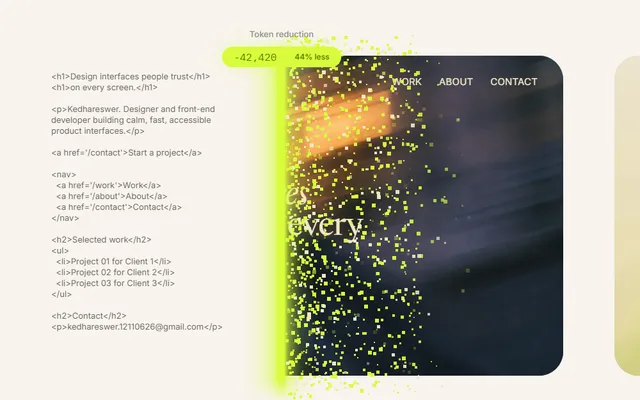 Token reduction
-42,420 44% less
<h1>Design interfaces people trust</h1>
<h1>on every screen.</h1>
<p>Kedhareswer. Designer and front-end
developer building calm, fast, accessible
product interfaces.</p>
<a href='/contact'>Start a project</a>
<nav>
<a href='/work'>Work</a>
<a href='/about'>About</a>
<a href='/contact'>Contact</a>
</nav>
<h2>Selected work</h2>
<ul>
<li>Project 01 for Client 1</li>
<li>Project 02 for Client 2</li>
<li>Project 03 for Client 3</li>
</ul>
<h2>Contact</h2>
<p>kedhareswer.12110626@gmail.com</p>
WORK ABOUT CONTACT
es
every